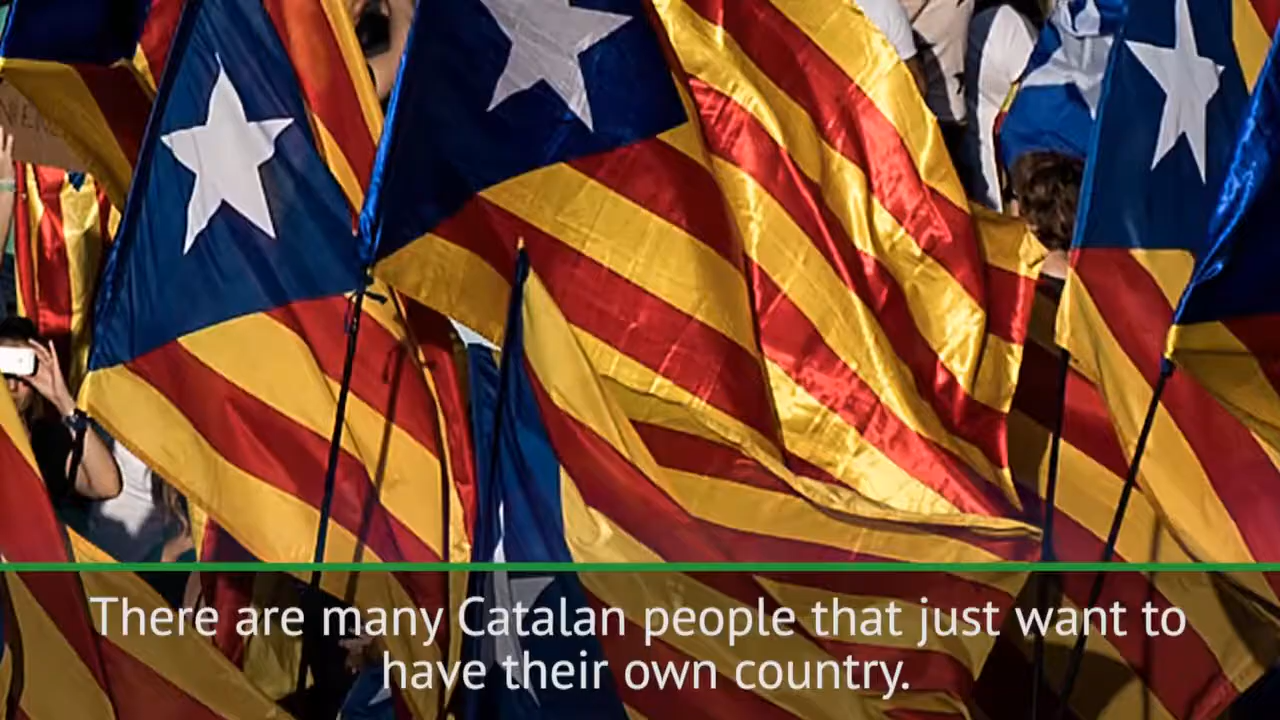 There are many Catalan people that just want to
have their own country.